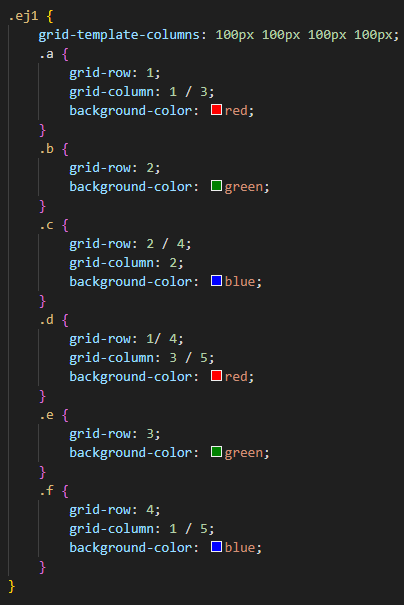 .ej1 {
    grid-template-columns: 100px 100px 100px 100px;
    .a {
        grid-row: 1;
        grid-column: 1 / 3;
        background-color: red;
    }
    .b {
        grid-row: 2;
        background-color: green;
    }
    .c {
        grid-row: 2 / 4;
        grid-column: 2;
        background-color: blue;
    }
    .d {
        grid-row: 1/ 4;
        grid-column: 3 / 5;
        background-color: red;
    }
    .e {
        grid-row: 3;
        background-color: green;
    }
    .f {
        grid-row: 4;
        grid-column: 1 / 5;
        background-color: blue;
    }
}